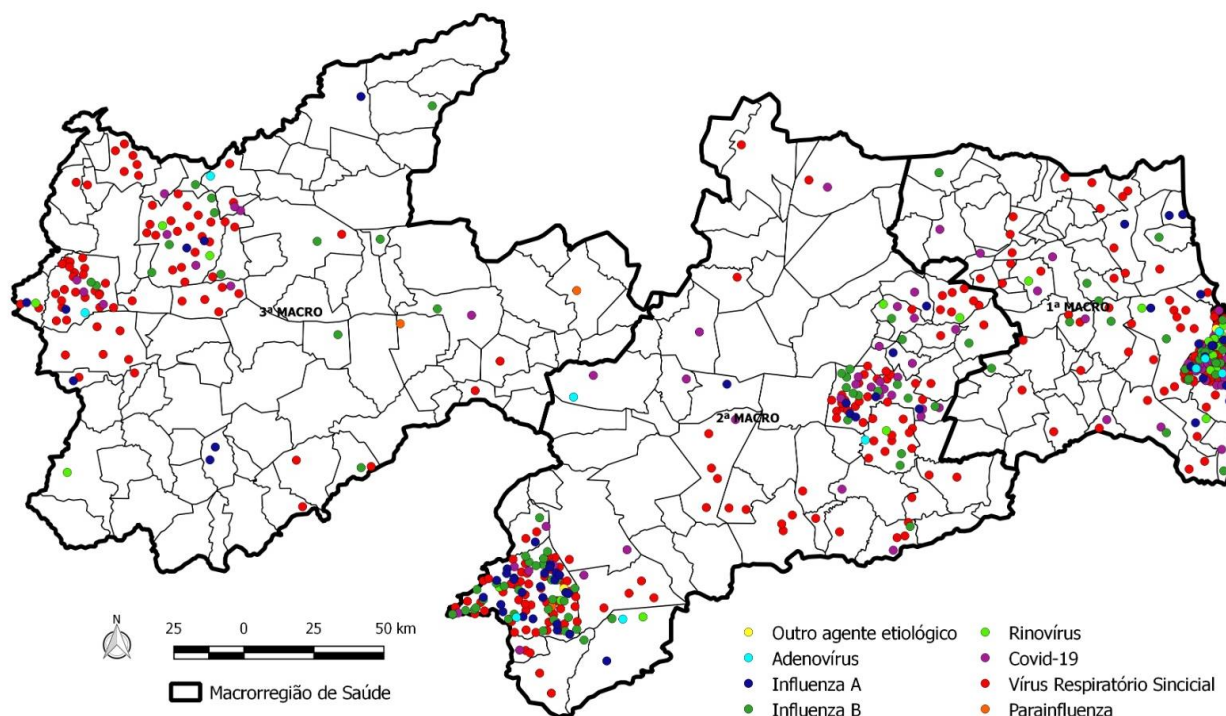 3ª MACRO
1ª MACRO
2ª MACRO
N
25 0 25 50 km
Macrorregião de Saúde
Outro agente etiológico
Adenovírus
Influenza A
Influenza B
Rinovírus
Covid-19
Vírus Respiratório Sincicial
Parainfluenza